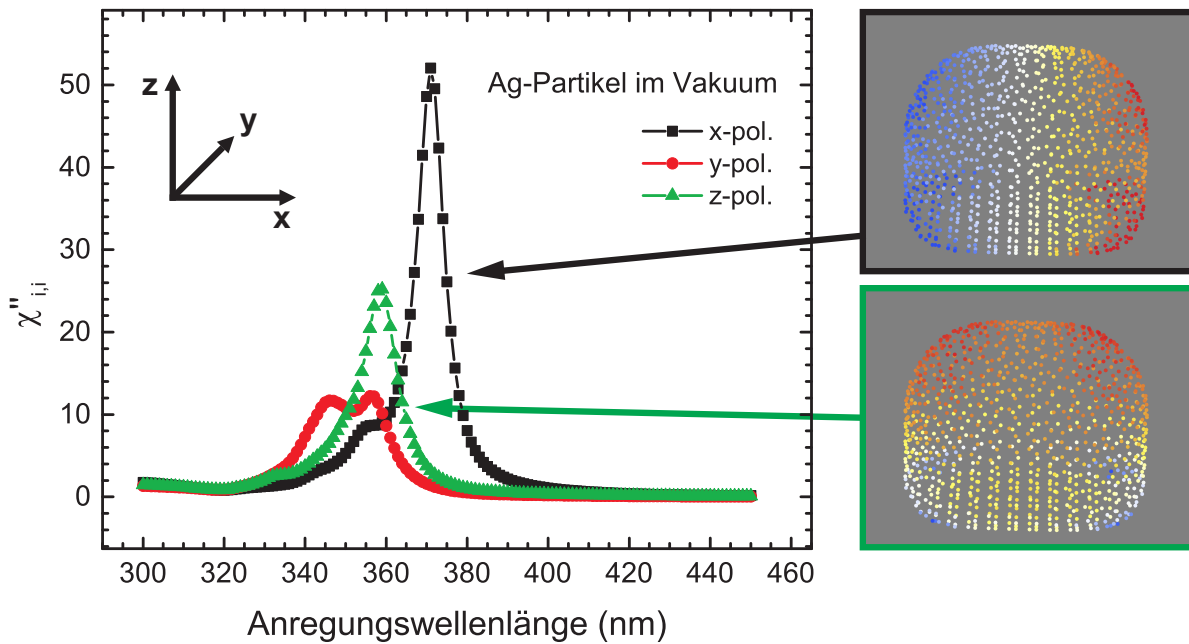 50
40
30
20
10
0
χ''i,i
z
y
x
Ag-Partikel im Vakuum
x-pol.
y-pol.
z-pol.
300 320 340 360 380 400 420 440 460
Anregungswellenlänge (nm)